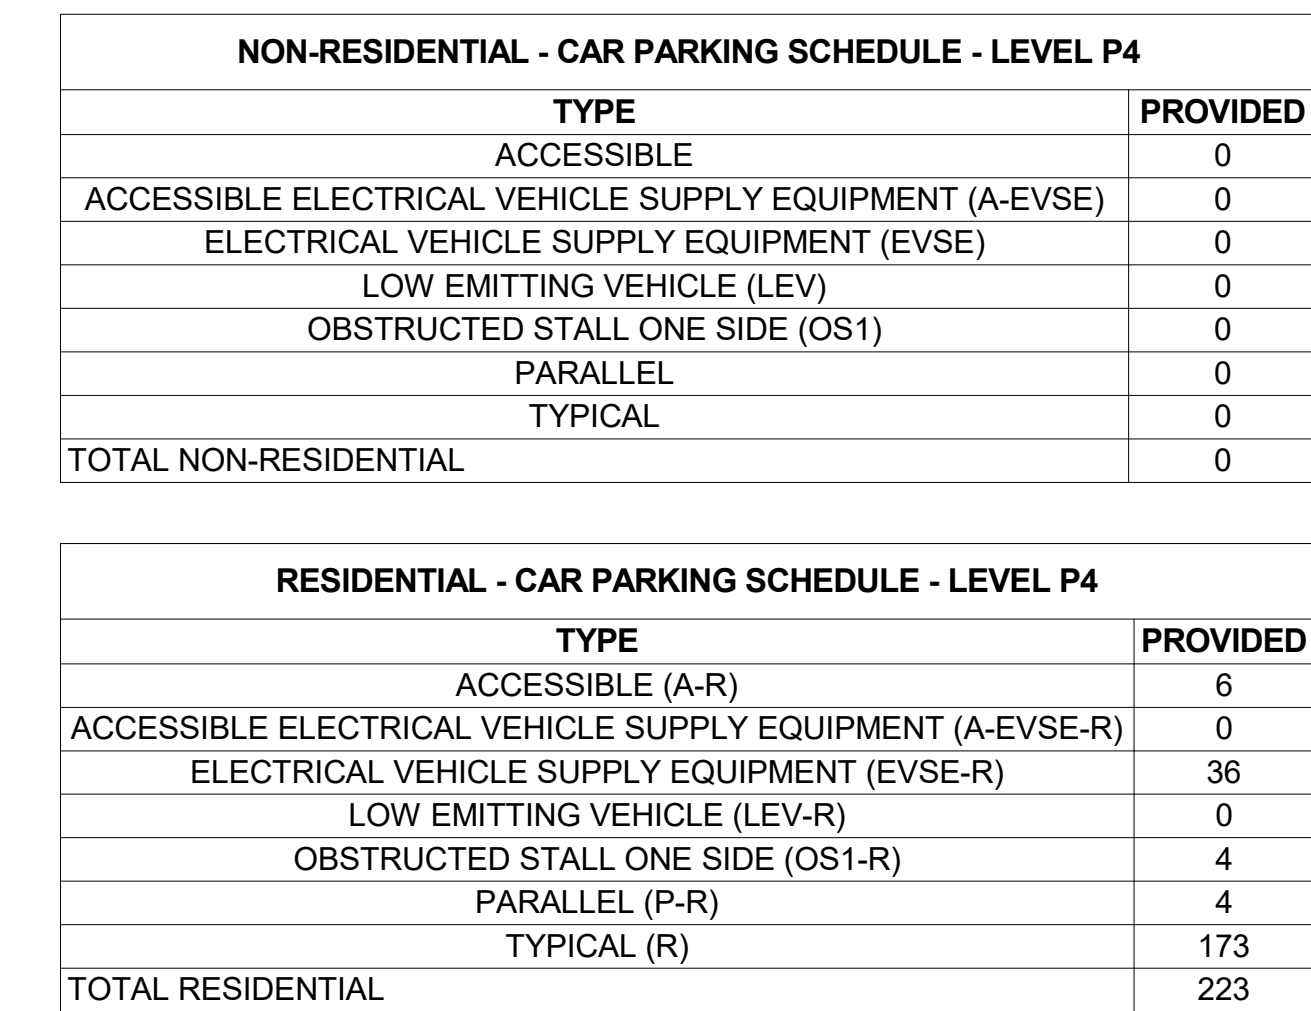 NON-RESIDENTIAL - CAR PARKING SCHEDULE - LEVEL P4
TYPE PROVIDED
ACCESSIBLE 0
ACCESSIBLE ELECTRICAL VEHICLE SUPPLY EQUIPMENT (A-EVSE) 0
ELECTRICAL VEHICLE SUPPLY EQUIPMENT (EVSE) 0
LOW EMITTING VEHICLE (LEV) 0
OBSTRUCTED STALL ONE SIDE (OS1) 0
PARALLEL 0
TYPICAL 0
TOTAL NON-RESIDENTIAL 0
RESIDENTIAL - CAR PARKING SCHEDULE - LEVEL P4
TYPE PROVIDED
ACCESSIBLE (A-R) 6
ACCESSIBLE ELECTRICAL VEHICLE SUPPLY EQUIPMENT (A-EVSE-R) 0
ELECTRICAL VEHICLE SUPPLY EQUIPMENT (EVSE-R) 36
LOW EMITTING VEHICLE (LEV-R) 0
OBSTRUCTED STALL ONE SIDE (OS1-R) 4
PARALLEL (P-R) 4
TYPICAL (R) 173
TOTAL RESIDENTIAL 223